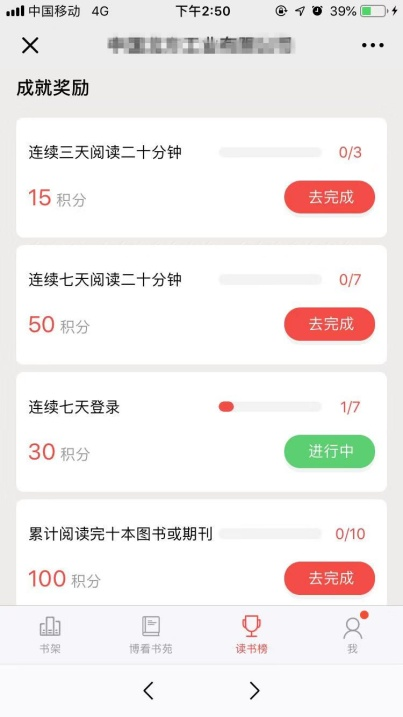 中国移动 4G 下午2:50 39%
成就奖励
连续三天阅读二十分钟 0/3
15 积分 去完成
连续七天阅读二十分钟 0/7
50 积分 去完成
连续七天登录 1/7
30 积分 进行中
累计阅读完十本图书或期刊 0/10
100 积分 去完成
书架 博看书苑 读书榜 我